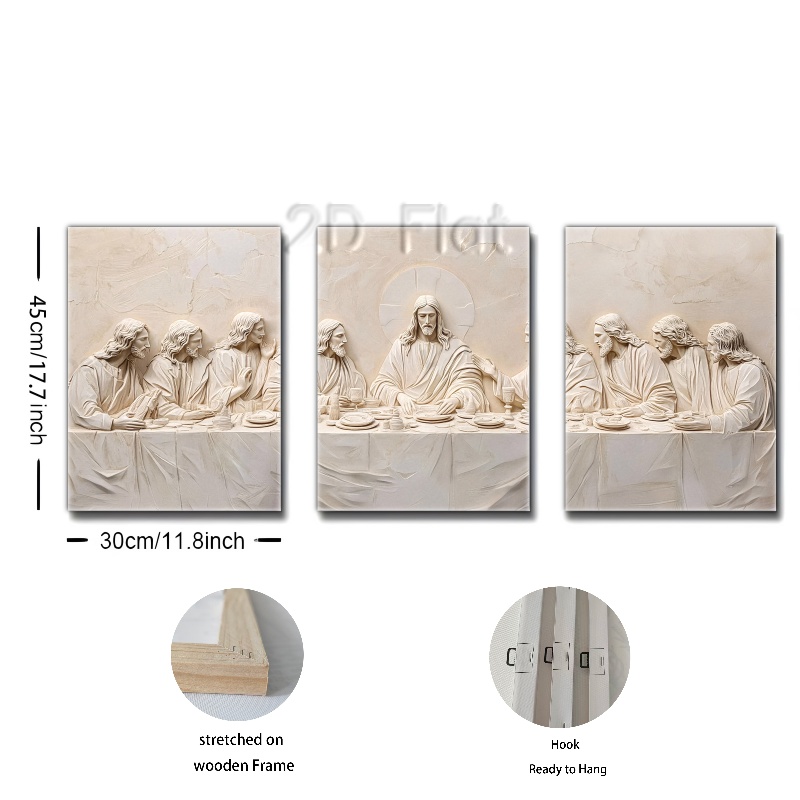 2D Flat
45cm/17.7inch
30cm/11.8inch
stretched on
wooden Frame
Hook
Ready to Hang